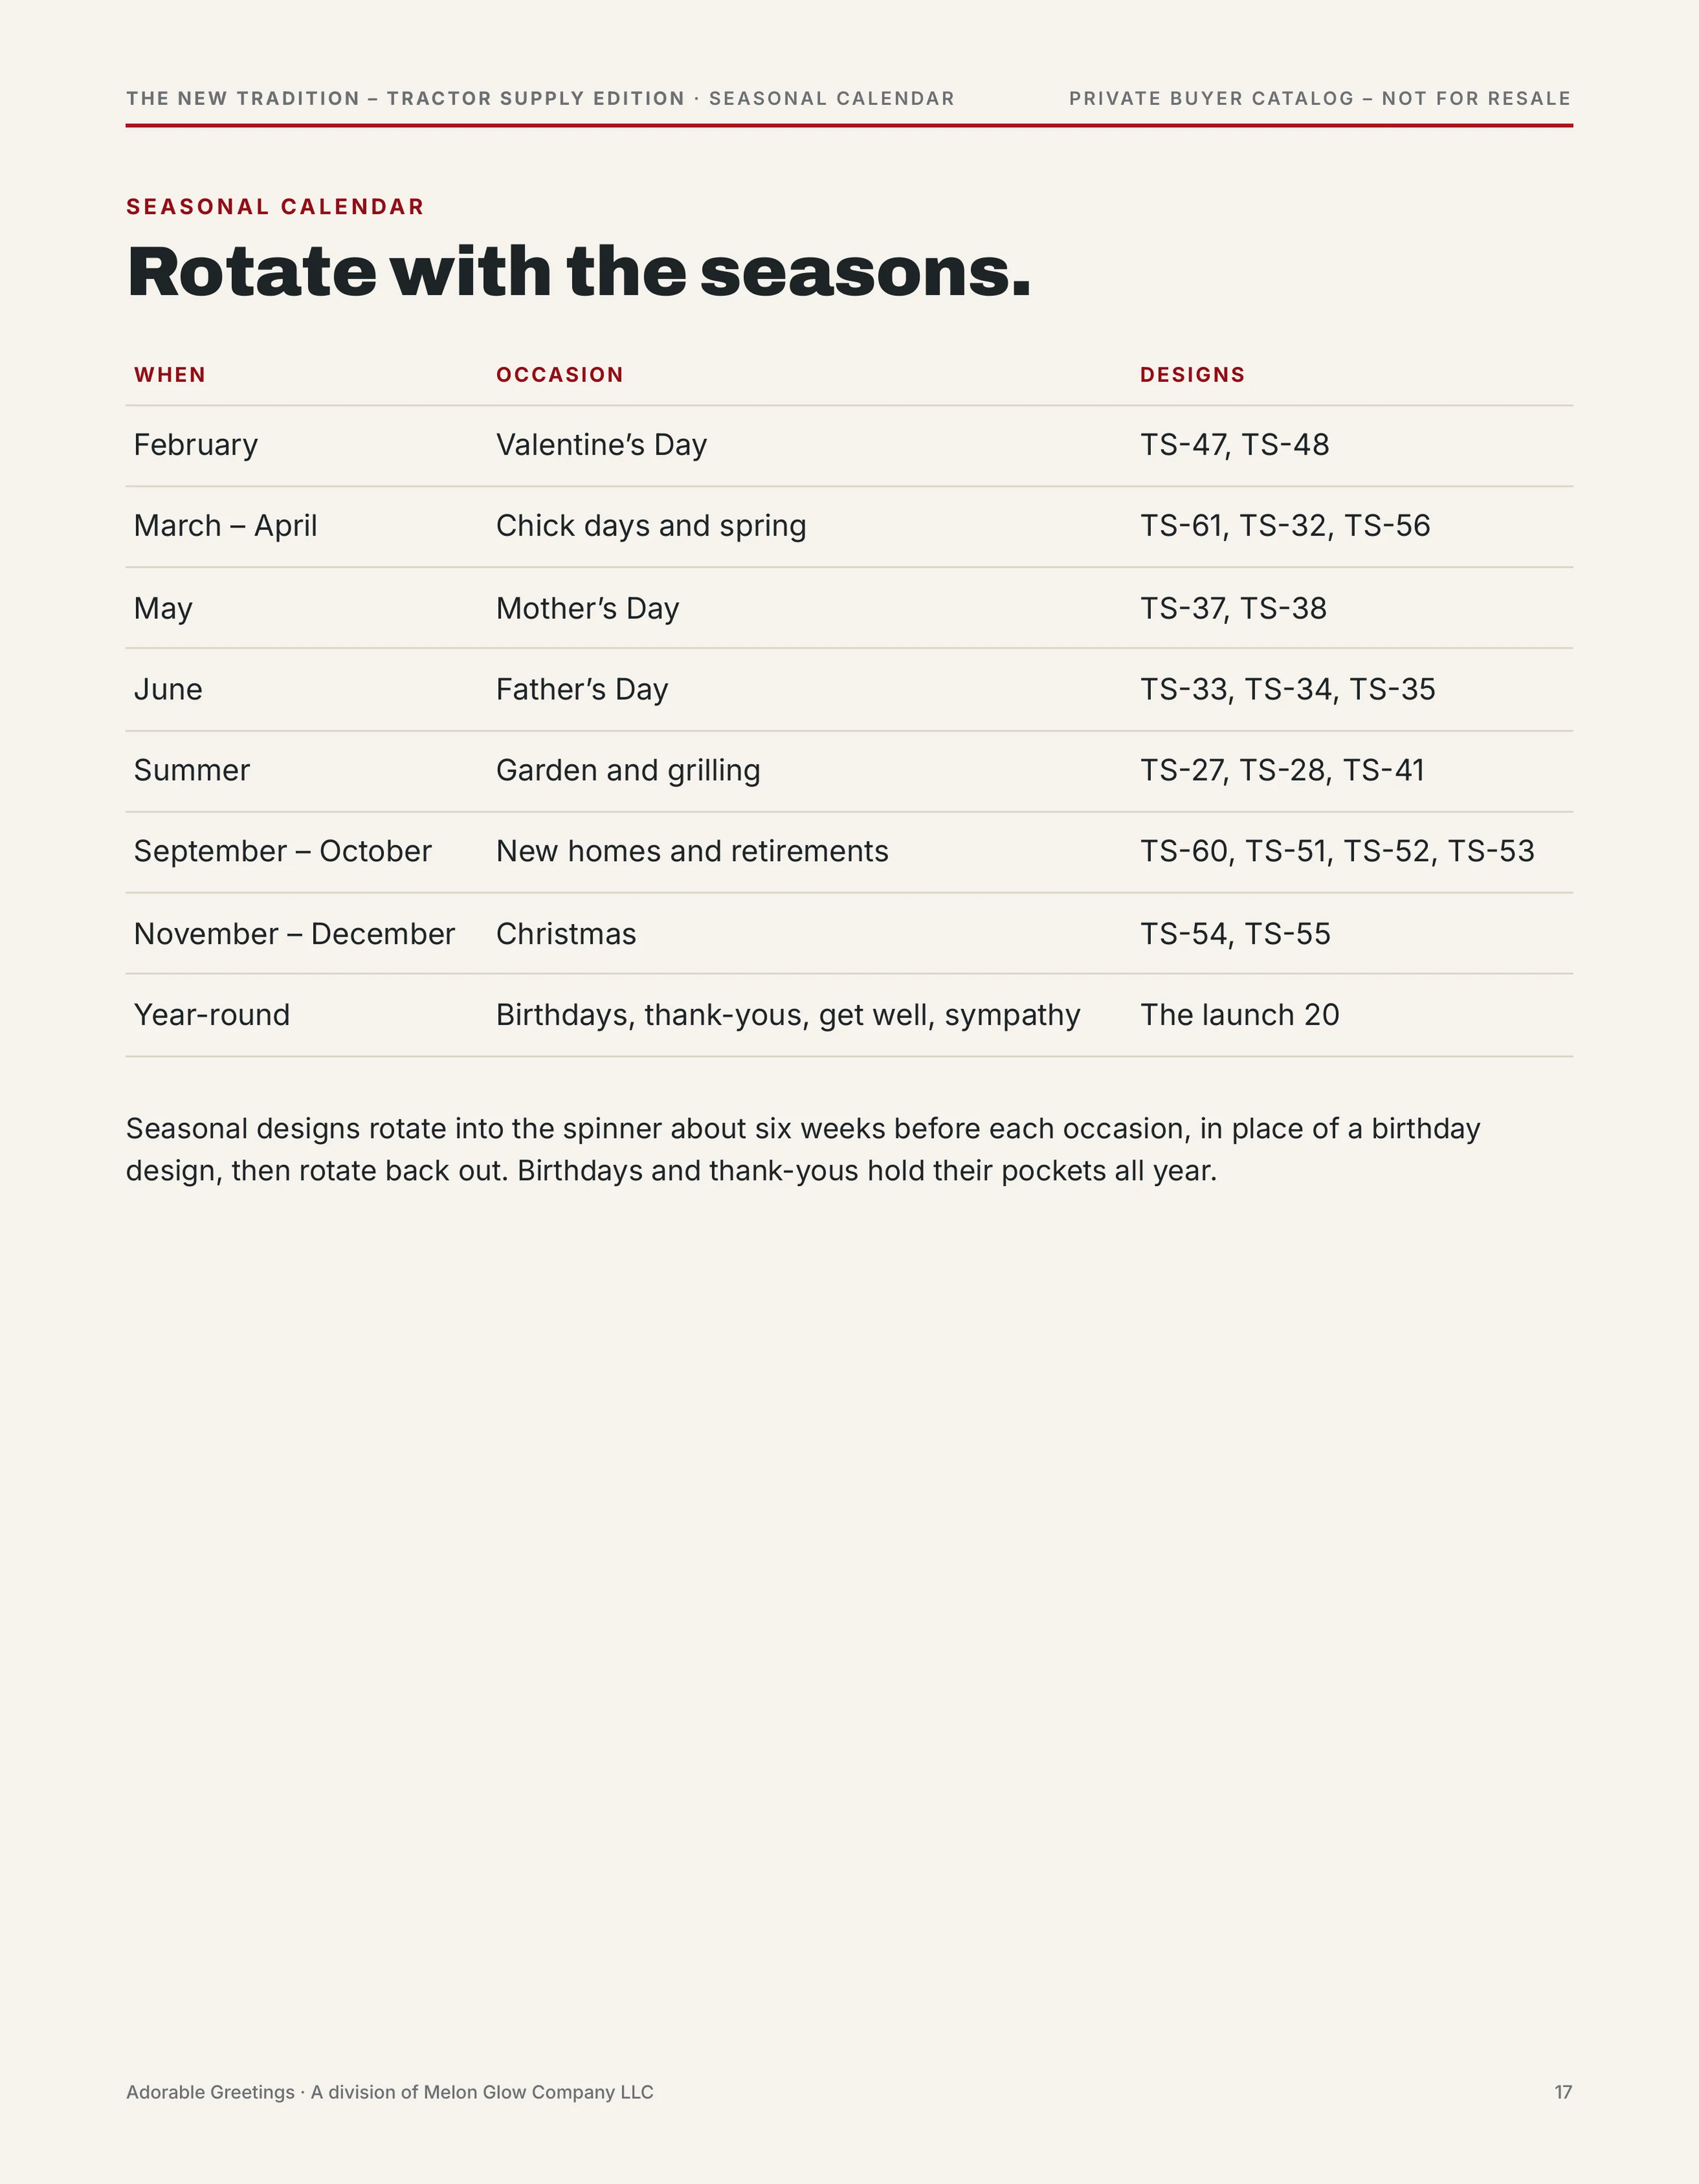 THE NEW TRADITION – TRACTOR SUPPLY EDITION · SEASONAL CALENDAR PRIVATE BUYER CATALOG – NOT FOR RESALE
SEASONAL CALENDAR
Rotate with the seasons.
WHEN OCCASION DESIGNS
February Valentine’s Day TS-47, TS-48
March – April Chick days and spring TS-61, TS-32, TS-56
May Mother’s Day TS-37, TS-38
June Father’s Day TS-33, TS-34, TS-35
Summer Garden and grilling TS-27, TS-28, TS-41
September – October New homes and retirements TS-60, TS-51, TS-52, TS-53
November – December Christmas TS-54, TS-55
Year-round Birthdays, thank-yous, get well, sympathy The launch 20
Seasonal designs rotate into the spinner about six weeks before each occasion, in place of a birthday
design, then rotate back out. Birthdays and thank-yous hold their pockets all year.
Adorable Greetings · A division of Melon Glow Company LLC 17